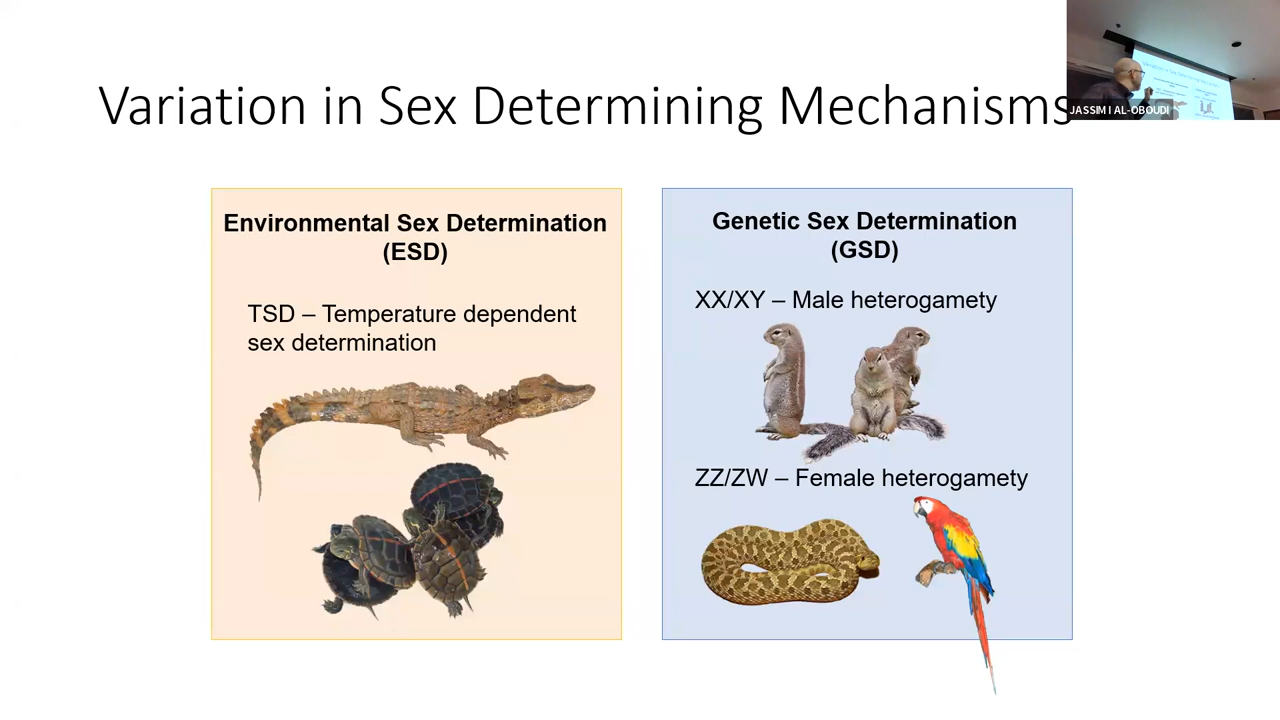 Variation in Sex Determining Mechanisms
JASSIM I AL-OBOUDI
Environmental Sex Determination
(ESD)
TSD – Temperature dependent
sex determination
Genetic Sex Determination
(GSD)
XX/XY – Male heterogamety
ZZ/ZW – Female heterogamety